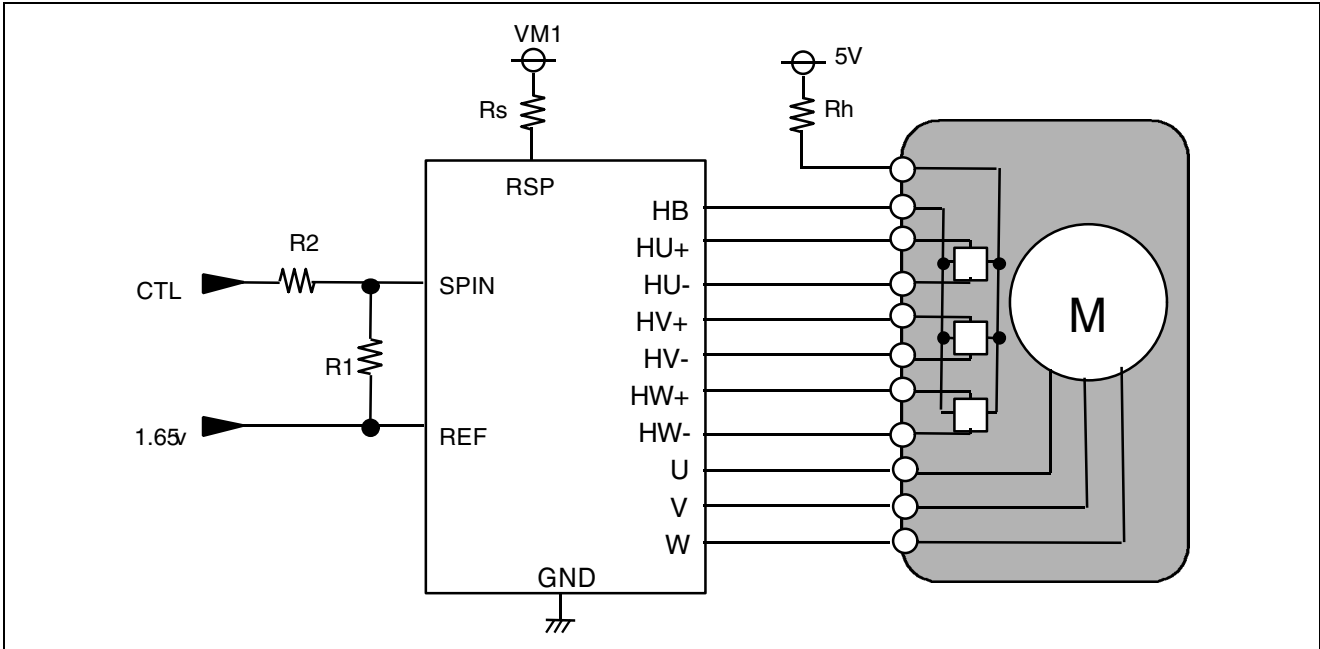 VM1
5V
Rs
Rh
RSP
HB
R2
HU+
CTL
SPIN
HU-
HV+
R1
HV-
M
HW+
1.65v
REF
HW-
U
V
W
GND